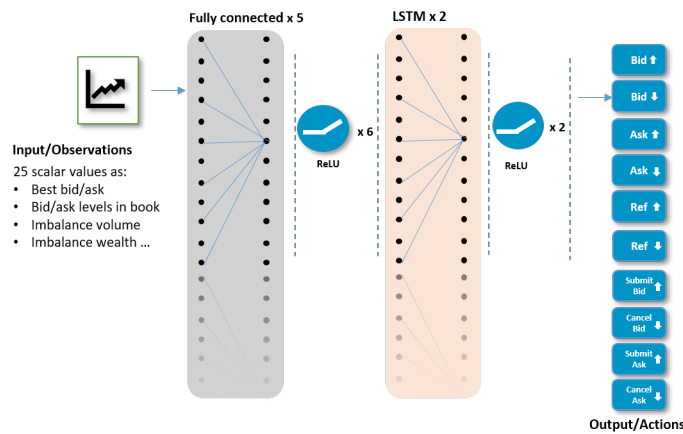 Fully connected x 5
LSTM x 2
Input/Observations
25 scalar values as:
• Best bid/ask
• Bid/ask levels in book
• Imbalance volume
• Imbalance wealth ...
x 6
ReLU
x 2
ReLU
Bid ⬆
Bid ⬇
Ask ⬆
Ask ⬇
Ref ⬆
Ref ⬇
Submit
Bid ⬆
Cancel
Bid ⬇
Submit
Ask ⬆
Cancel
Ask ⬇
Output/Actions